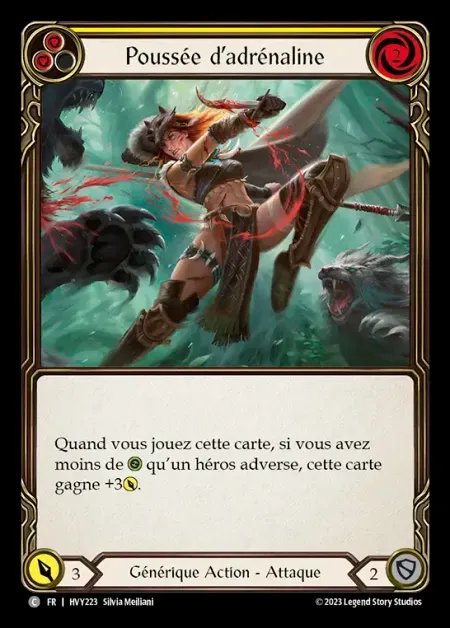 Poussée d'adrénaline
2
Quand vous jouez cette carte, si vous avez
moins de qu'un héros adverse, cette carte
gagne +3.
3
Générique Action - Attaque
2
C FR | HVY223 Silvia Meiliani
© 2023 Legend Story Studios